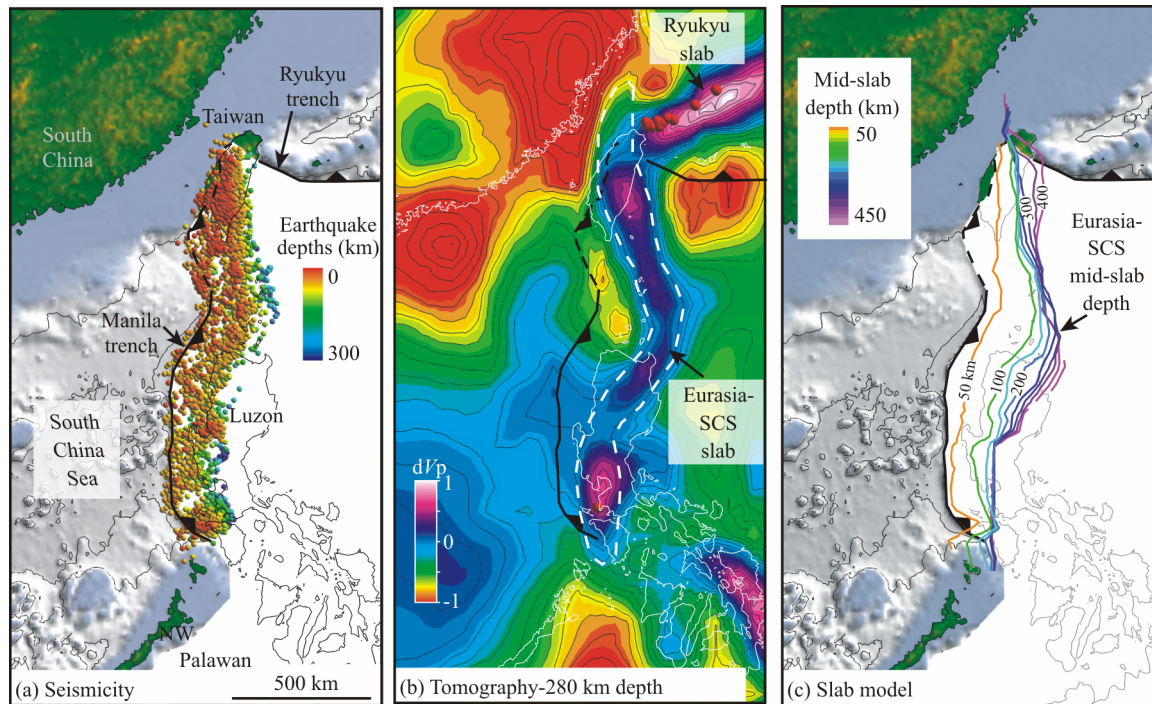 Ryukyu
trench
Taiwan
South
China
Earthquake
depths (km)
0
300
Manila
trench
Luzon
South
China
Sea
NW
Palawan
(a) Seismicity
500 km
Ryukyu
slab
Eurasia-
SCS
slab
dVp
1
0
-1
(b) Tomography-280 km depth
Mid-slab
depth (km)
50
450
400
300
Eurasia-
SCS
mid-slab
depth
50 km
100
200
(c) Slab model